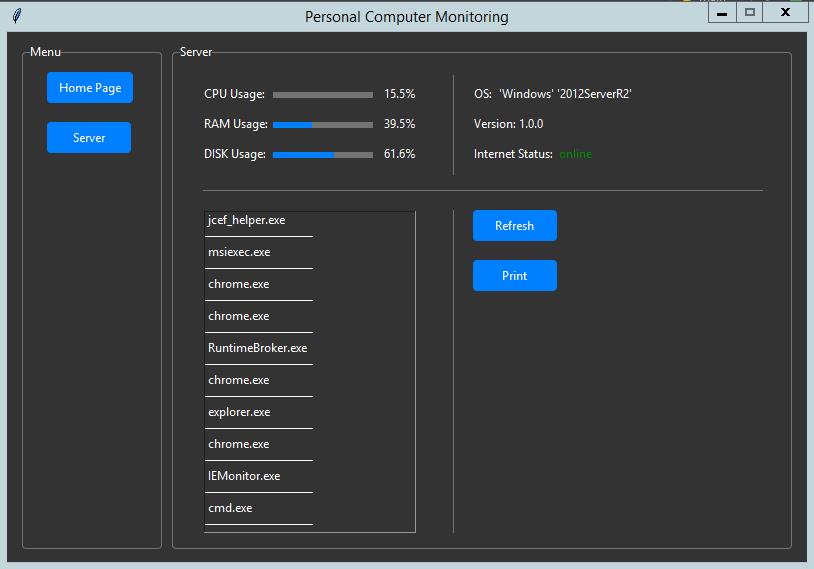 Personal Computer Monitoring
Menu
Home Page
Server
Server
CPU Usage: 15.5%
RAM Usage: 39.5%
DISK Usage: 61.6%
OS: 'Windows' '2012ServerR2'
Version: 1.0.0
Internet Status: online
jcef_helper.exe
msiexec.exe
chrome.exe
chrome.exe
RuntimeBroker.exe
chrome.exe
explorer.exe
chrome.exe
IEMonitor.exe
cmd.exe
Refresh
Print